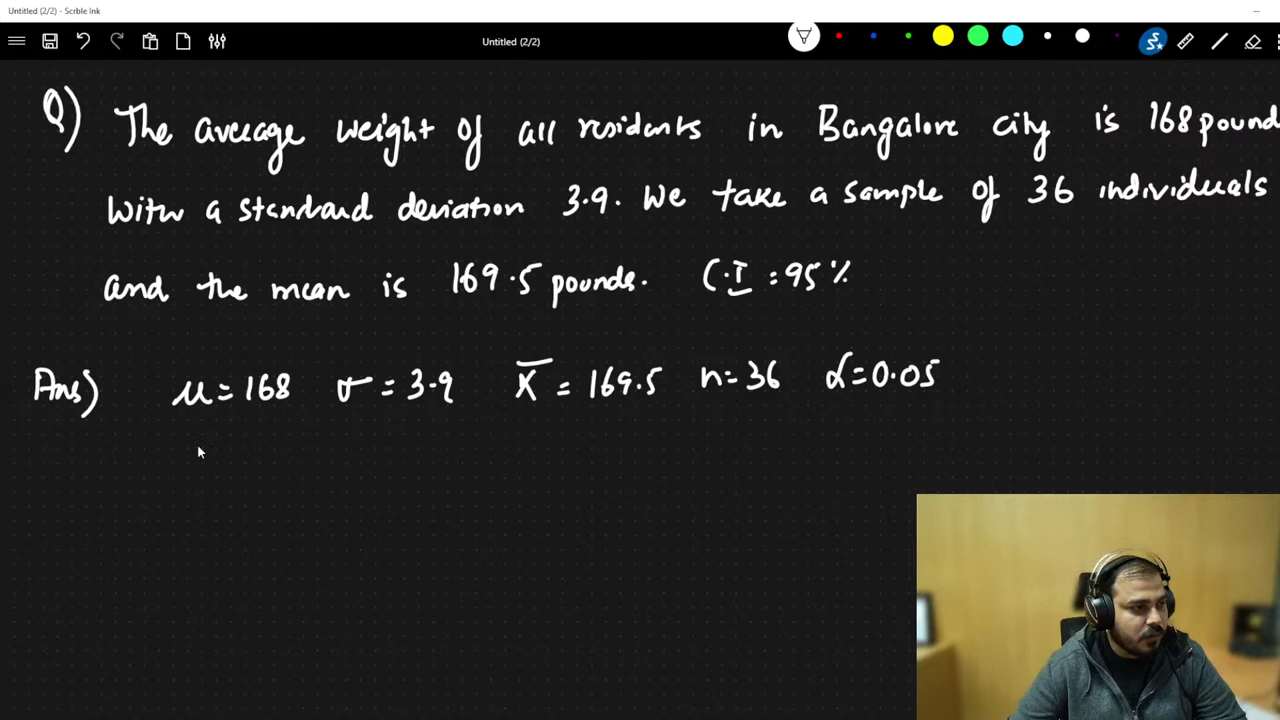 Untitled (2/2) - Scrble Ink
Untitled (2/2)
Q) The average weight of all residents in Bangalore city is 168 pound
With a standard deviation 3.9. We take a sample of 36 individuals
and the mean is 169.5 pounds. C.I = 95%
Ans) μ = 168 σ = 3.9 X̅ = 169.5 n = 36 α = 0.05